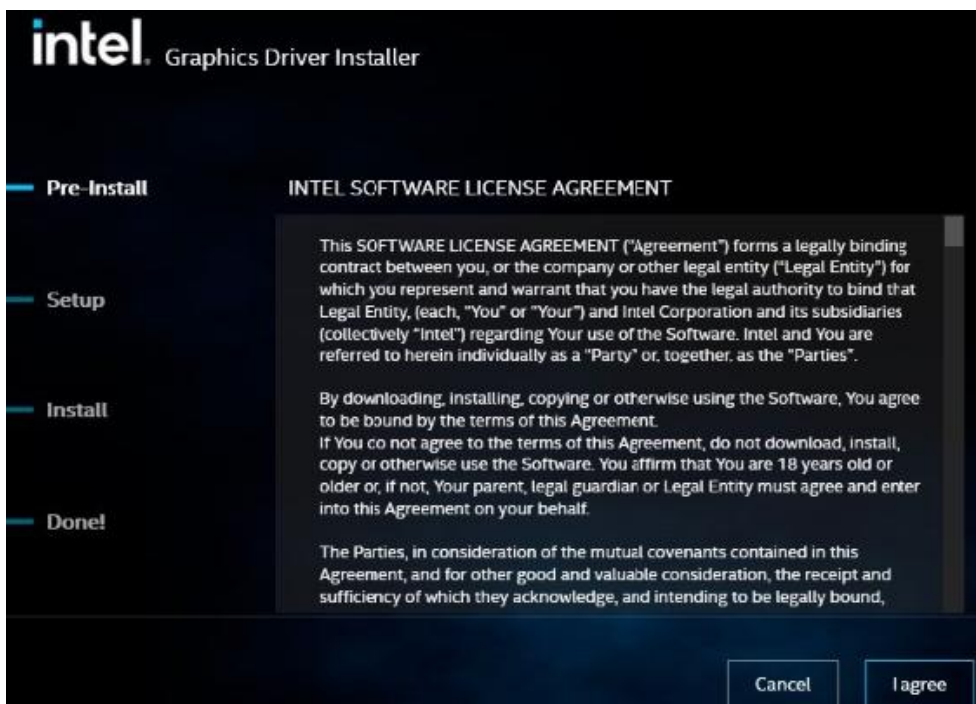 intel. Graphics Driver Installer
Pre-Install
INTEL SOFTWARE LICENSE AGREEMENT
This SOFTWARE LICENSE AGREEMENT ("Agreement") forms a legally binding
contract between you, or the company or other legal entity ("Legal Entity") for
which you represent and warrant that you have the legal authority to bind that
Legal Entity, (each, "You" or "Your") and Intel Corporation and its subsidiaries
(collectively "Intel") regarding Your use of the Software. Intel and You are
referred to herein individually as a "Party" or, together, as the "Parties".
Setup
By downloading, installing, copying or otherwise using the Software, You agree
to be bound by the terms of this Agreement.
If You co not agree to the terms of this Agreement, do not download, install,
copy or otherwise use the Software. You affirm that You are 18 years old or
older or, if not, Your parent, legal guardian or Legal Entity must agree and enter
into this Agreement on your behalf.
Install
The Parties, in consideration of the mutual covenants contained in this
Agreement, and for other good and valuable consideration, the receipt and
sufficiency of which they acknowledge, and intending to be legally bound,
Done!
Cancel
I agree